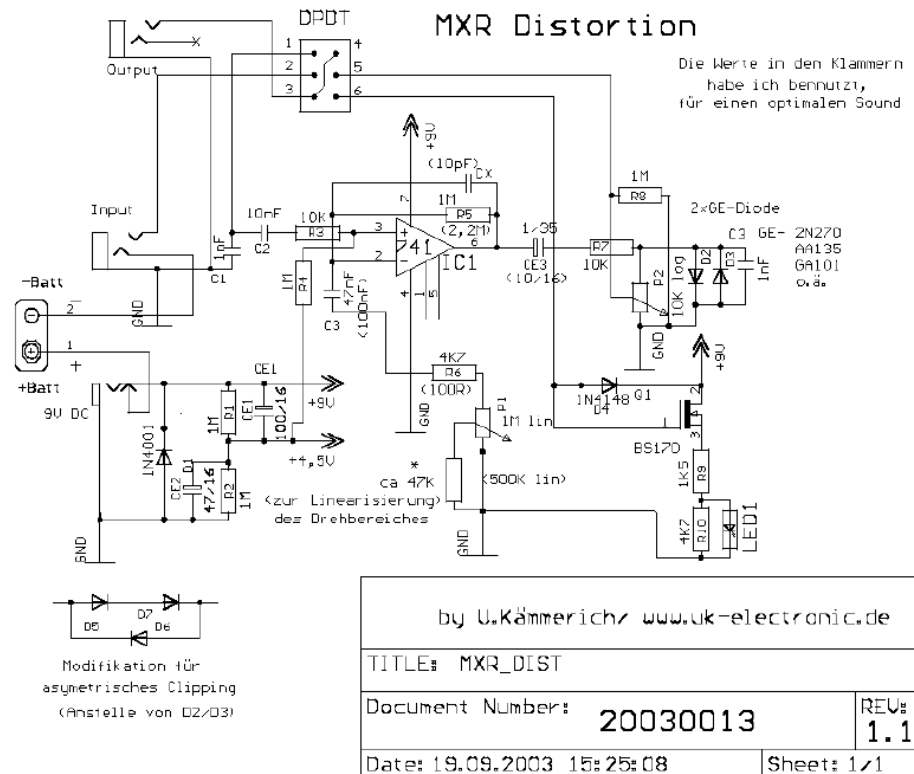 DPDT
MXR Distortion
Output
1
2
3
4
5
6
Die Werte in den Klammern
habe ich bennutzt,
für einen optimalen Sound
+9V
(10pF)
CX
1M
R5
(2,2M)
1M
R8
2xGE-Diode
GE- 2N270
AA135
GA101
o.ä.
Input
10nF
C2
10K
R3
1nF
C1
3
2
7
741
6
IC1
4
1
5
1/35
CE3
(10/16)
R7
10K
P2
10K log
D2
D3
C3
1nF
1M
R4
47nF
(100nF)
C3
GND
-Batt
2
-
1
+
+Batt
9V DC
GND
4K7
R6
(100R)
GND
+9V
1N4148
D4
Q1
2
BS170
3
CE1
+9V
1M
R1
CE1
100/16
+4,5V
1N4001
D1
CE2
47/16
R2
1M
GND
P1
1M lin
*
ca 47K
(500K lin)
(zur Linearisierung)
des Drehbereiches
GND
1K5
R9
4K7
R10
LED1
GND
D5
D7
D6
Modifikation für
asymetrisches Clipping
(Anstelle von D2/D3)
by U.Kämmerich/ www.uk-electronic.de
TITLE: MXR_DIST
Document Number: 20030013
REV:
1.1
Date: 19.09.2003 15:25:08
Sheet: 1/1